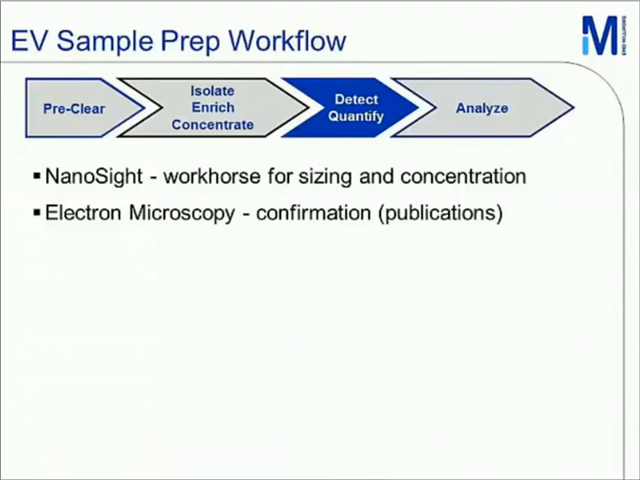 EV Sample Prep Workflow
Pre-Clear
Isolate
Enrich
Concentrate
Detect
Quantify
Analyze
▪ NanoSight - workhorse for sizing and concentration
▪ Electron Microscopy - confirmation (publications)